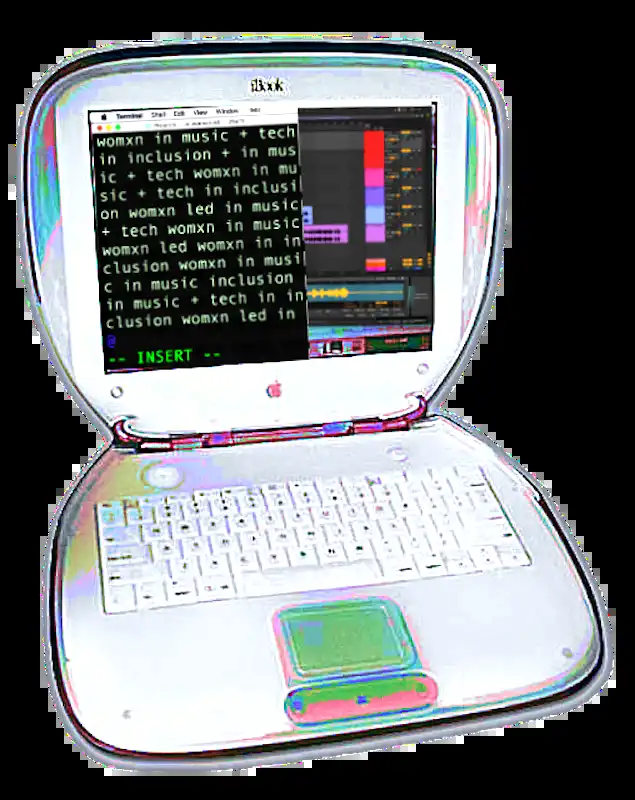 iBook
Terminal Shell Edit View Window Help
womxn in music + tech
in inclusion + in mus
ic + tech womxn in mu
sic + tech in inclusi
on womxn led in music
+ tech womxn in music
womxn led womxn in in
clusion womxn in musi
c in music inclusion
in music + tech in in
clusion womxn led in
@
-- INSERT --